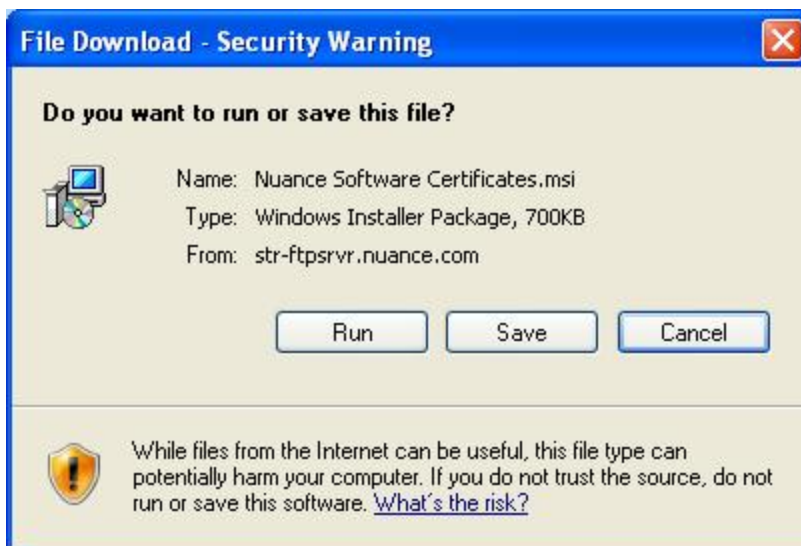 File Download - Security Warning
Do you want to run or save this file?
Name: Nuance Software Certificates.msi
Type: Windows Installer Package, 700KB
From: str-ftpsrvr.nuance.com
Run Save Cancel
While files from the Internet can be useful, this file type can
potentially harm your computer. If you do not trust the source, do not
run or save this software. What's the risk?